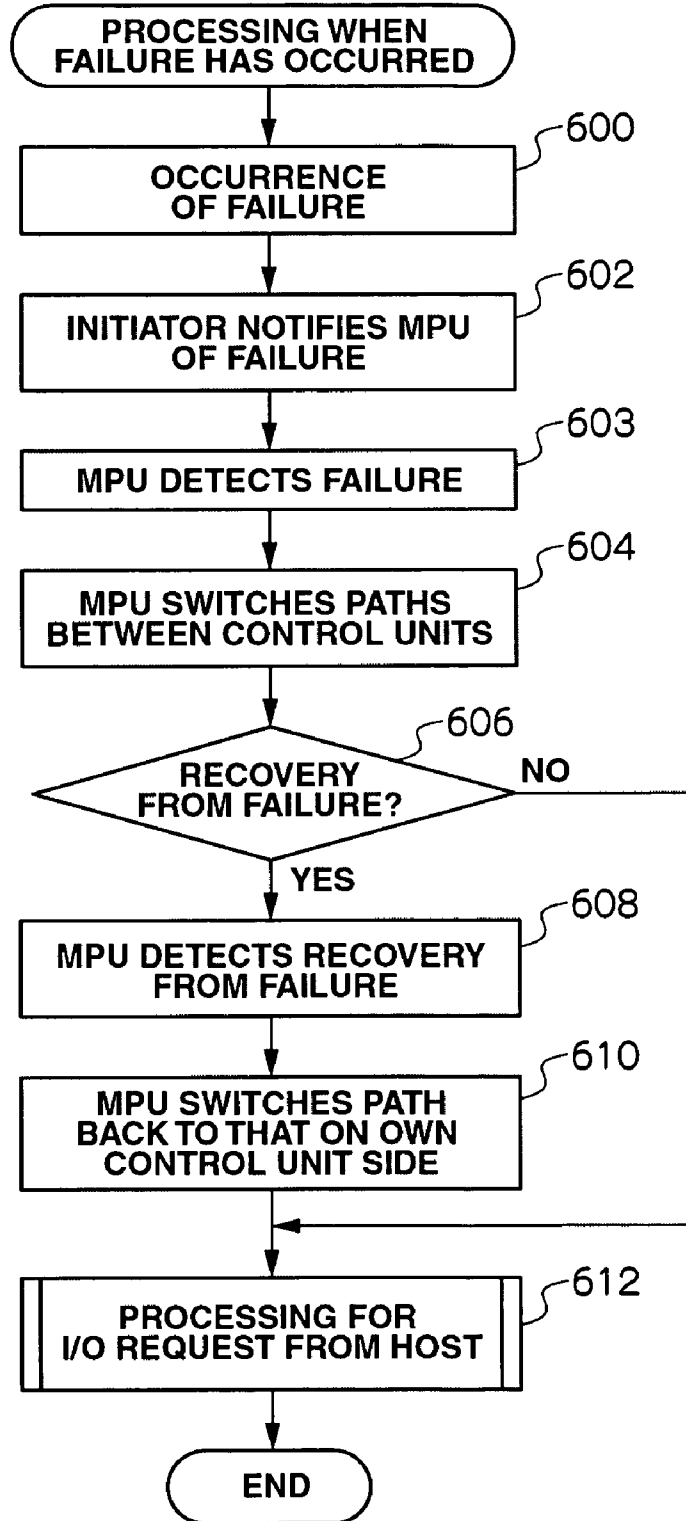 PROCESSING WHEN
FAILURE HAS OCCURRED
600
OCCURRENCE
OF FAILURE
602
INITIATOR NOTIFIES MPU
OF FAILURE
603
MPU DETECTS FAILURE
604
MPU SWITCHES PATHS
BETWEEN CONTROL UNITS
606
RECOVERY
FROM FAILURE?
NO
YES
608
MPU DETECTS RECOVERY
FROM FAILURE
610
MPU SWITCHES PATH
BACK TO THAT ON OWN
CONTROL UNIT SIDE
612
PROCESSING FOR
I/O REQUEST FROM HOST
END